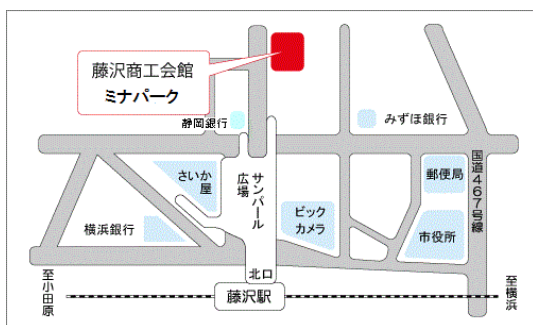 藤沢商工会館
ミナパーク
静岡銀行
みずほ銀行
さいか
屋
サンパール
広場
郵便局
国道467号線
ビック
カメラ
横浜銀行
市役所
北口
至小田原
藤沢駅
至横浜